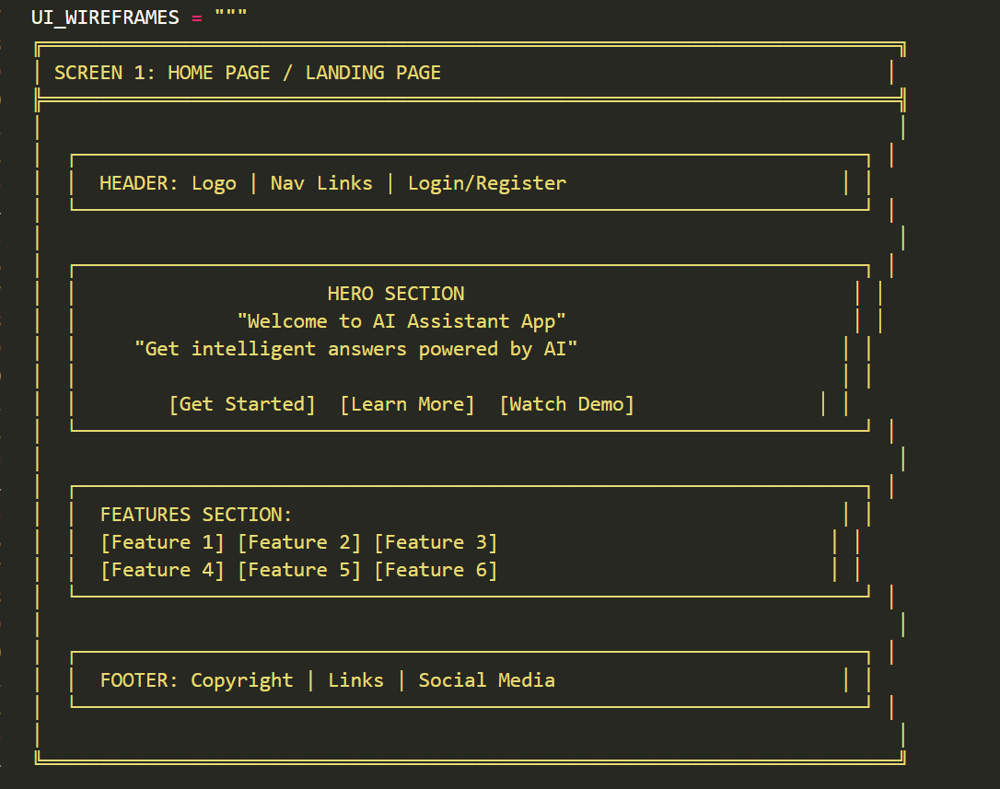 UI_WIREFRAMES = """
SCREEN 1: HOME PAGE / LANDING PAGE
HEADER: Logo | Nav Links | Login/Register
HERO SECTION
"Welcome to AI Assistant App"
"Get intelligent answers powered by AI"
[Get Started]  [Learn More]  [Watch Demo]
FEATURES SECTION:
[Feature 1] [Feature 2] [Feature 3]
[Feature 4] [Feature 5] [Feature 6]
FOOTER: Copyright | Links | Social Media